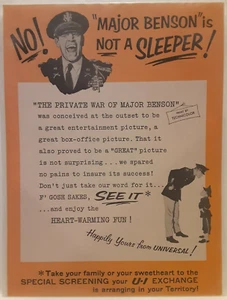 NO!
"MAJOR BENSON" is
NOT A SLEEPER!
"THE PRIVATE WAR OF MAJOR BENSON"
was conceived at the outset to be
a great entertainment picture, a
great box-office picture. That it
also proved to be a "GREAT" picture
is not surprising... we spared
no pains to insure its success!
Don't just take our word for it...
F' GOSH SAKES, SEE IT*
...and enjoy the
HEART-WARMING FUN!
Happily Yours from UNIVERSAL!
* Take your family or your sweetheart to the
SPECIAL SCREENING your U-I EXCHANGE
is arranging in your Territory!